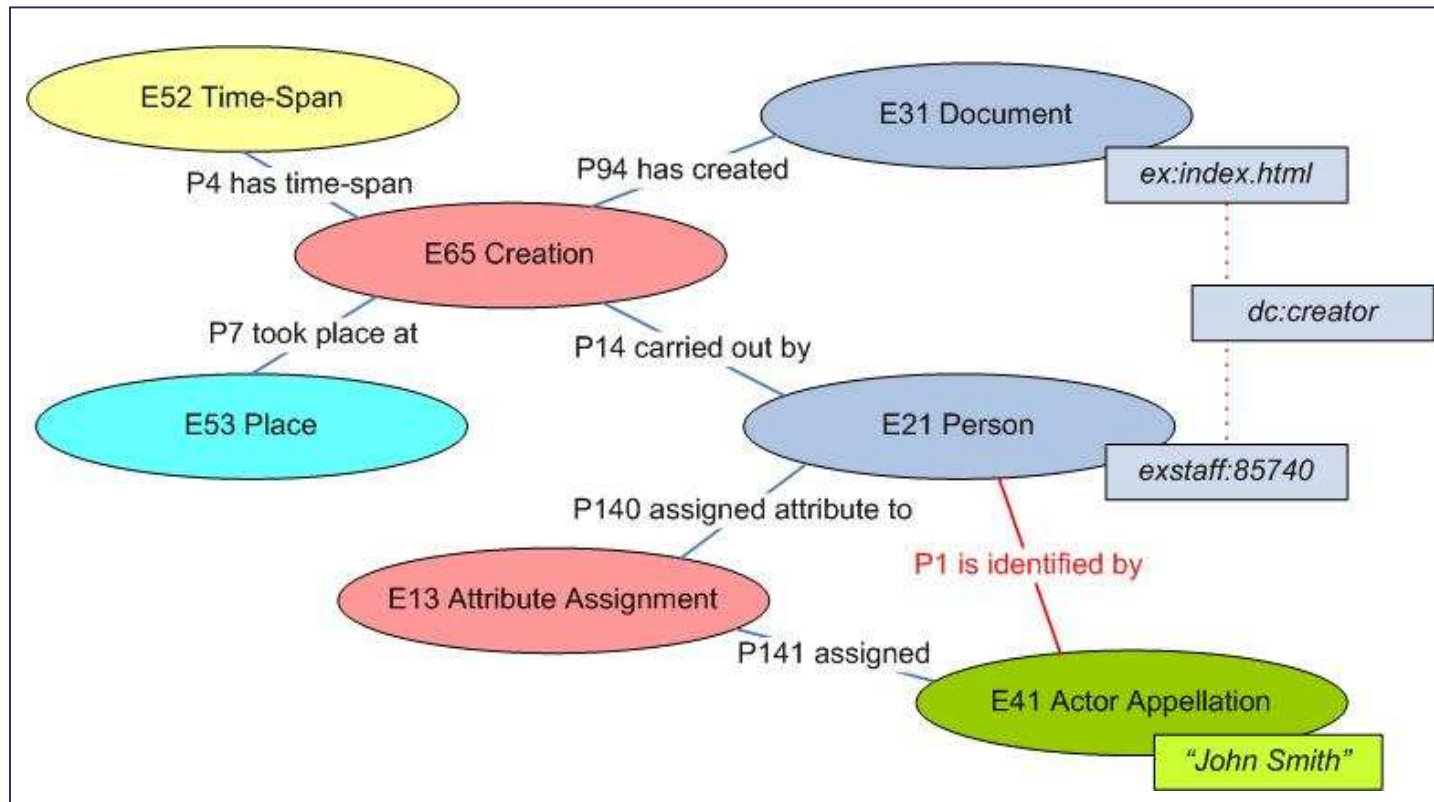 E52 Time-Span
E31 Document
P4 has time-span
P94 has created
ex:index.html
E65 Creation
dc:creator
P7 took place at
P14 carried out by
E53 Place
E21 Person
exstaff:85740
P140 assigned attribute to
P1 is identified by
E13 Attribute Assignment
P141 assigned
E41 Actor Appellation
“John Smith”